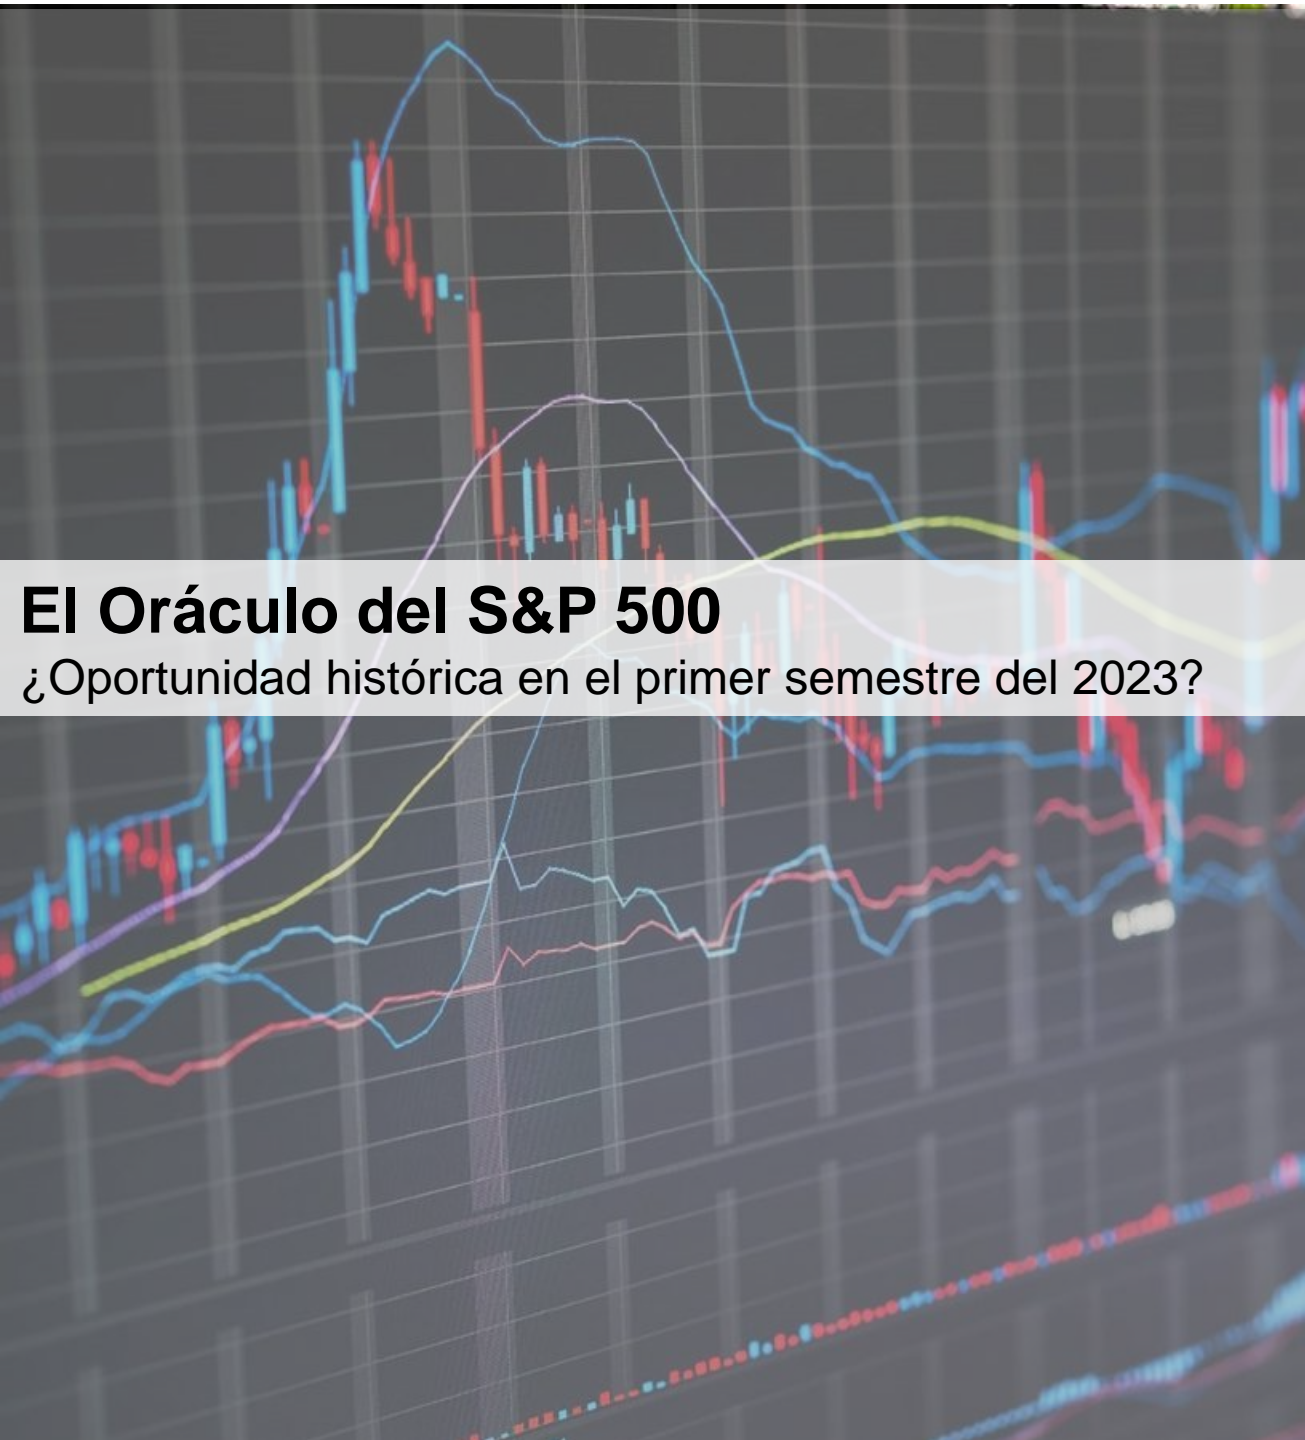 El Oráculo del S&P 500
¿Oportunidad histórica en el primer semestre del 2023?